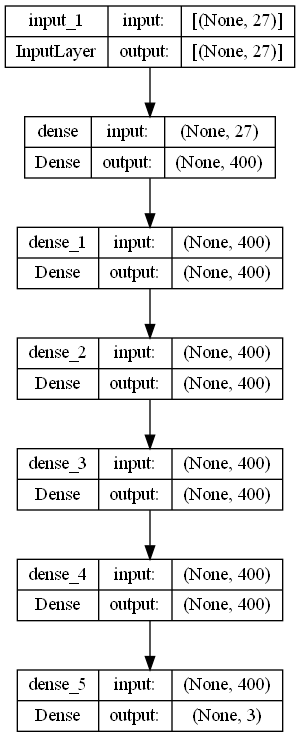 input_1 input: [(None, 27)]
InputLayer output: [(None, 27)]
dense input: (None, 27)
Dense output: (None, 400)
dense_1 input: (None, 400)
Dense output: (None, 400)
dense_2 input: (None, 400)
Dense output: (None, 400)
dense_3 input: (None, 400)
Dense output: (None, 400)
dense_4 input: (None, 400)
Dense output: (None, 400)
dense_5 input: (None, 400)
Dense output: (None, 3)